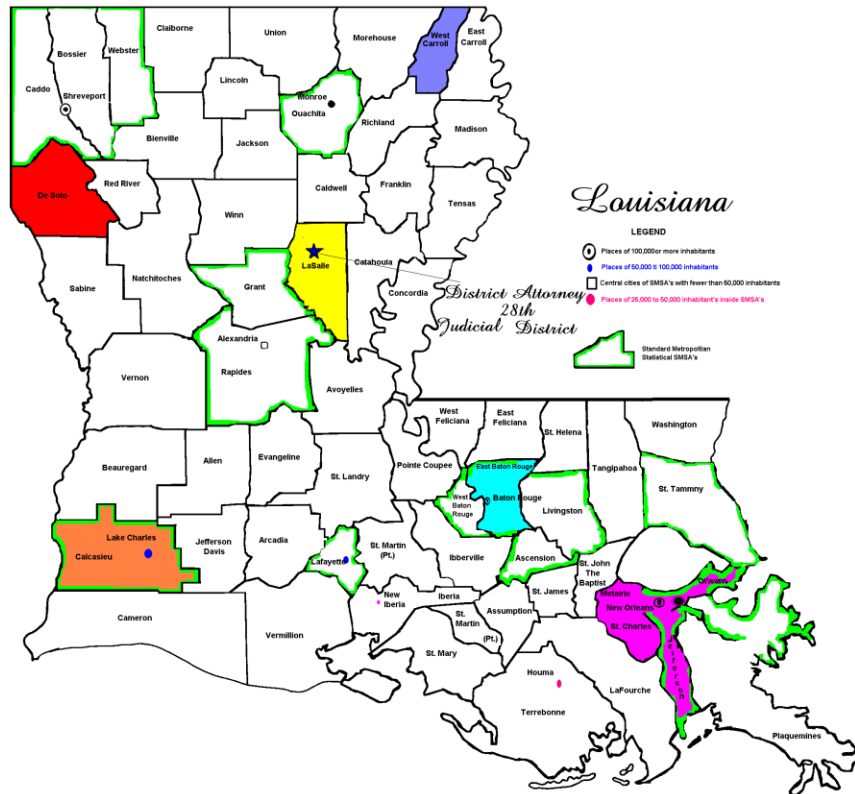 Claiborne
Union
Morehouse
West
Carroll
East
Carroll
Bossier
Webster
Caddo
Shreveport
Lincoln
Monroe
Ouachita
Richland
Madison
Bienville
Jackson
De Soto
Red River
Caldwell
Franklin
Tensas
Winn
Natchitoches
Sabine
LaSalle
Catahoula
Concordia
Grant
Louisiana
LEGEND
Places of 100,000or more inhabitants
Places of 50,000 ti 100,000 inhabitants
Central cities of SMSA's with fewer than 50,000 inhabitants
Places of 25,000 to 50,000 inhabitant's inside SMSA's
Standard Metropoltian
Statistical SMSA's
District Attorney
28th
Judicial District
Alexandria
Rapides
Vernon
Avoyelles
West
Feliciana
East
Feliciana
St. Helena
Washington
Beauregard
Allen
Evangeline
St. Landry
Pointe Coupee
East Baton Rouge
Baton Rouge
West
Baton
Rouge
Livingston
Tangipahoa
St. Tammny
Lake Charles
Calcasieu
Jefferson
Davis
Acadia
Lafayette
St. Martin
(Pt.)
Ibberville
Ascension
St. John
The
Baptist
Orleans
Metairie
New Orleans
St. Charles
Jefferson
Cameron
Vermillion
New
Iberia
Iberia
St.
Martin
(Pt.)
Assumption
St. James
St. Mary
Houma
Terrebonne
LaFourche
Plaquemines